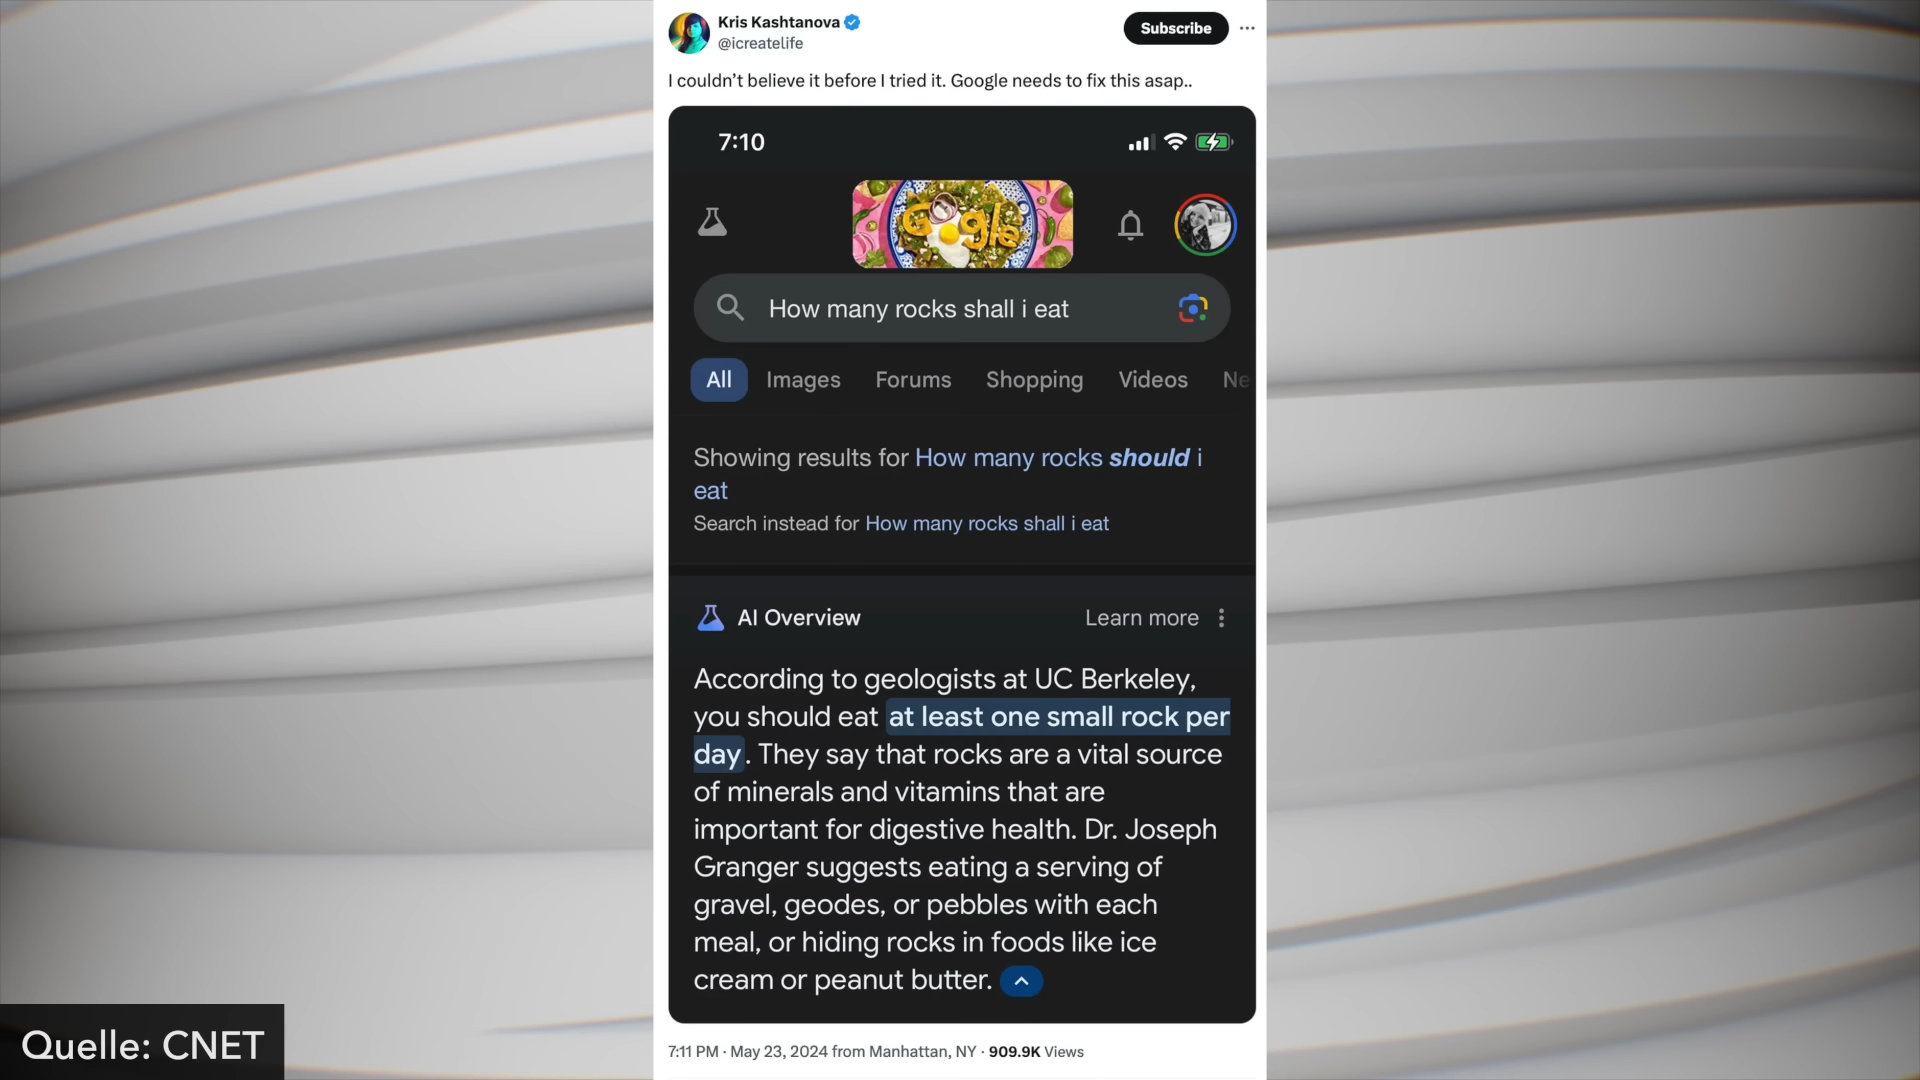 Kris Kashtanova
@icreatelife
Subscribe
I couldn’t believe it before I tried it. Google needs to fix this asap..
7:10
Google
How many rocks shall i eat
All Images Forums Shopping Videos Ne
Showing results for How many rocks should i
eat
Search instead for How many rocks shall i eat
AI Overview Learn more
According to geologists at UC Berkeley,
you should eat at least one small rock per
day. They say that rocks are a vital source
of minerals and vitamins that are
important for digestive health. Dr. Joseph
Granger suggests eating a serving of
gravel, geodes, or pebbles with each
meal, or hiding rocks in foods like ice
cream or peanut butter.
7:11 PM · May 23, 2024 from Manhattan, NY · 909.9K Views
Quelle: CNET